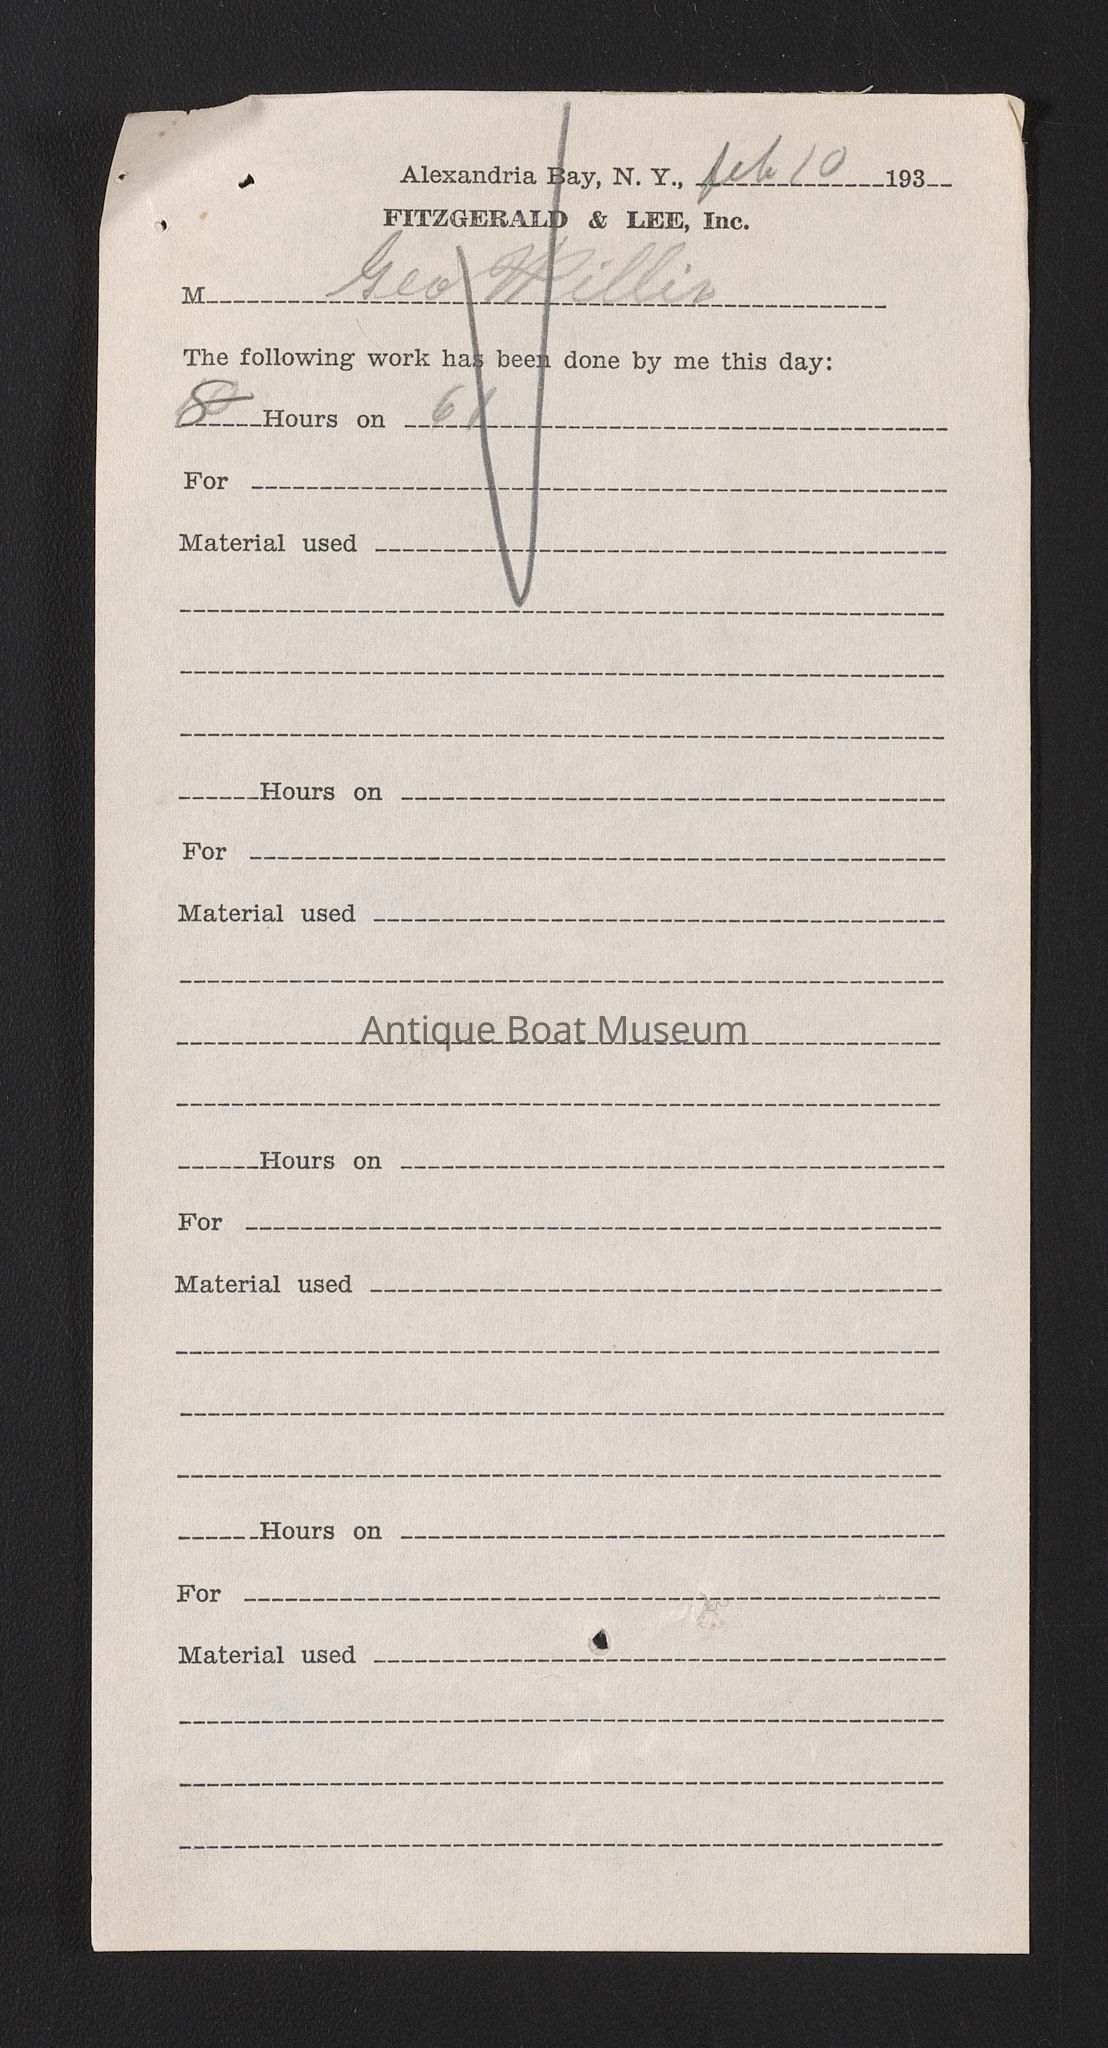 Alexandria Bay, N. Y., Feb 10 193
FITZGERALD & LEE, Inc.
M Geo Willix
The following work has been done by me this day:
8 Hours on 61
For
Material used
Hours on
For
Material used
Antique Boat Museum
Hours on
For
Material used
Hours on
For
Material used